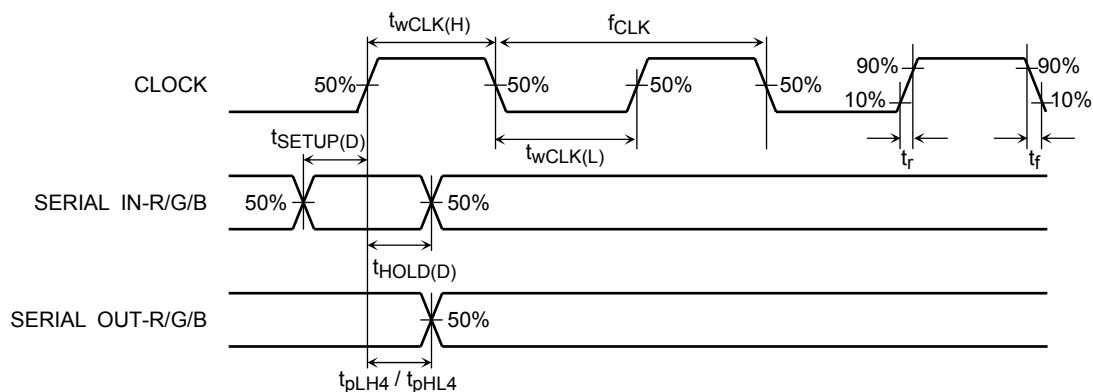 twCLK(H)
fCLK
CLOCK
50%
50%
50%
50%
90%
90%
10%
10%
tSETUP(D)
twCLK(L)
tr
tf
SERIAL IN-R/G/B
50%
50%
tHOLD(D)
SERIAL OUT-R/G/B
50%
tpLH4 / tpHL4